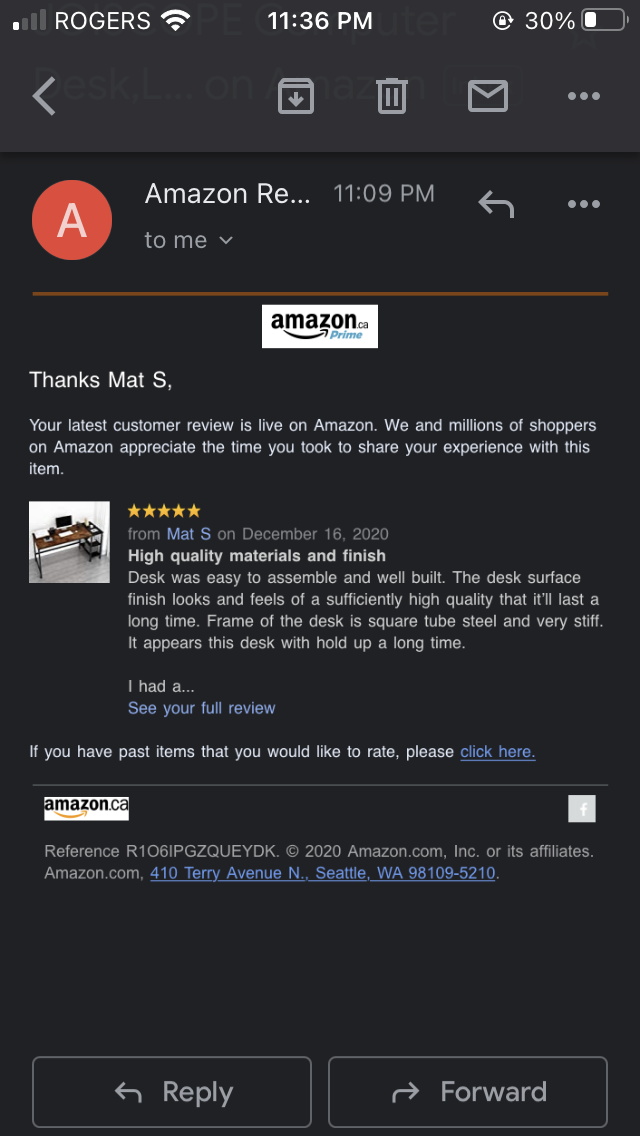 ROGERS 11:36 PM 30%
Computer
Desk,L... on Amazon
A
Amazon Re... 11:09 PM
to me
amazon.ca
Prime
Thanks Mat S,
Your latest customer review is live on Amazon. We and millions of shoppers
on Amazon appreciate the time you took to share your experience with this
item.
from Mat S on December 16, 2020
High quality materials and finish
Desk was easy to assemble and well built. The desk surface
finish looks and feels of a sufficiently high quality that it'll last a
long time. Frame of the desk is square tube steel and very stiff.
It appears this desk with hold up a long time.
I had a...
See your full review
If you have past items that you would like to rate, please click here.
amazon.ca
f
Reference R1O6IPGZQUEYDK. © 2020 Amazon.com, Inc. or its affiliates.
Amazon.com, 410 Terry Avenue N., Seattle, WA 98109-5210.
Reply
Forward